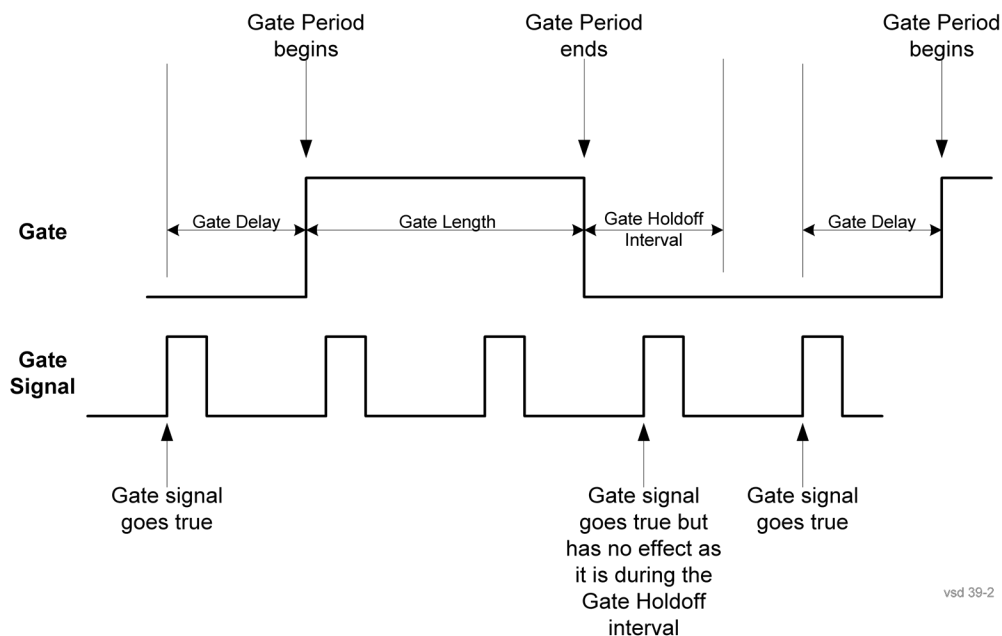 Gate Period
begins
Gate Period
ends
Gate Period
begins
Gate
Gate Delay
Gate Length
Gate Holdoff
Interval
Gate Delay
Gate
Signal
Gate signal
goes true
Gate signal
goes true but
has no effect as
it is during the
Gate Holdoff
interval
Gate signal
goes true
vsd 39-2